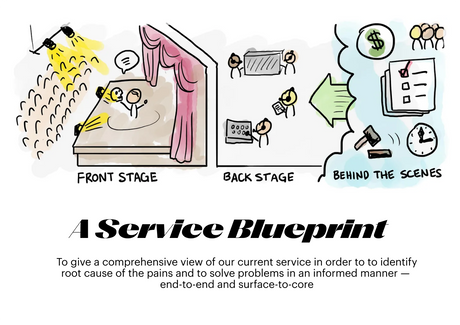 FRONT STAGE
BACK STAGE
BEHIND THE SCENES
$
A Service Blueprint
To give a comprehensive view of our current service in order to to identify
root cause of the pains and to solve problems in an informed manner —
end-to-end and surface-to-core